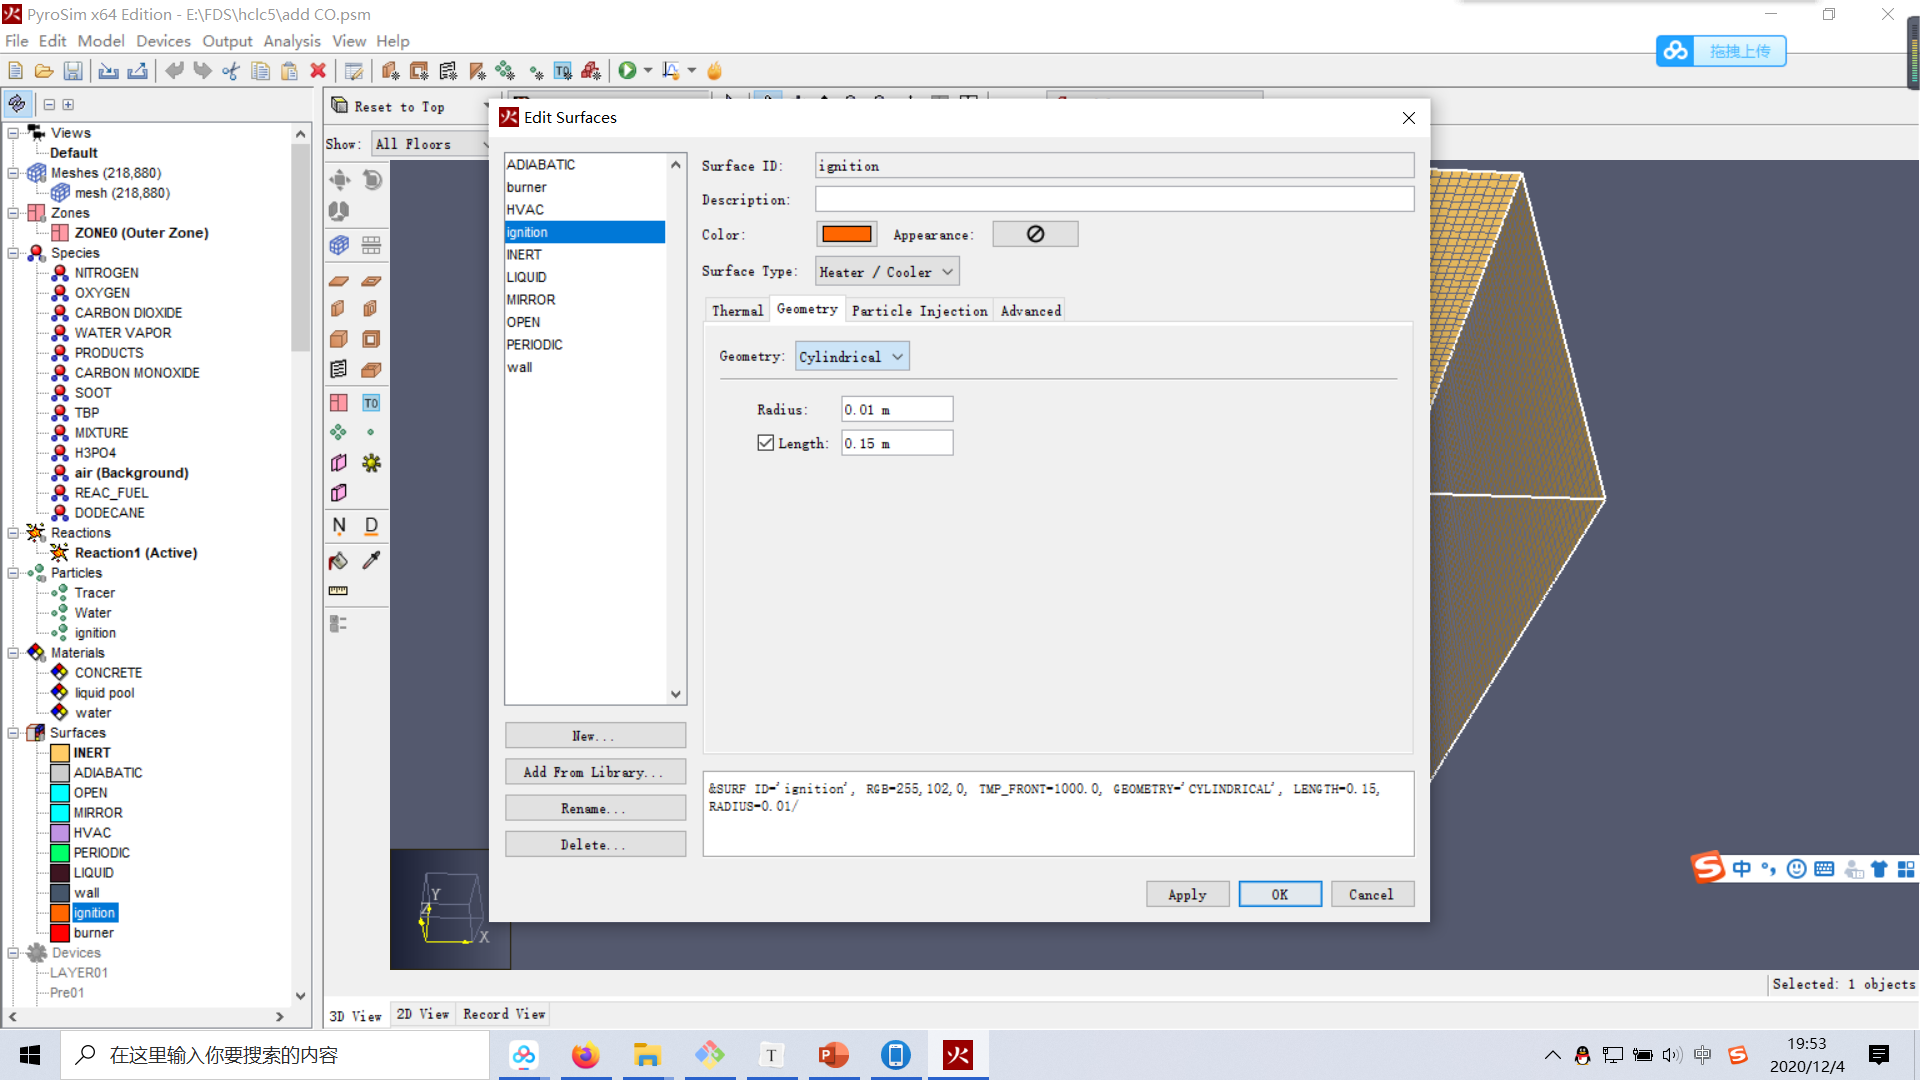 PyroSim x64 Edition - E:\FDS\hclc5\add CO.psm
File Edit Model Devices Output Analysis View Help
拖拽上传
Reset to Top
Show: All Floors
Views
Default
Meshes (218,880)
mesh (218,880)
Zones
ZONE0 (Outer Zone)
Species
NITROGEN
OXYGEN
CARBON DIOXIDE
WATER VAPOR
PRODUCTS
CARBON MONOXIDE
SOOT
TBP
MIXTURE
H3PO4
air (Background)
REAC_FUEL
DODECANE
Reactions
Reaction1 (Active)
Particles
Tracer
Water
ignition
Materials
CONCRETE
liquid pool
water
Surfaces
INERT
ADIABATIC
OPEN
MIRROR
HVAC
PERIODIC
LIQUID
wall
ignition
burner
Devices
LAYER01
Pre01
T0
N D
Edit Surfaces
ADIABATIC
burner
HVAC
ignition
INERT
LIQUID
MIRROR
OPEN
PERIODIC
wall
New...
Add From Library...
Rename...
Delete...
Surface ID: ignition
Description:
Color:
Appearance:
Surface Type: Heater / Cooler
Thermal Geometry Particle Injection Advanced
Geometry: Cylindrical
Radius: 0.01 m
Length: 0.15 m
&SURF ID='ignition', RGB=255,102,0, TMP_FRONT=1000.0, GEOMETRY='CYLINDRICAL', LENGTH=0.15,
RADIUS=0.01/
Apply OK Cancel
Y
Z
X
中
Selected: 1 objects
3D View 2D View Record View
在这里输入你要搜索的内容
T
P
火
中
S
19:53
2020/12/4